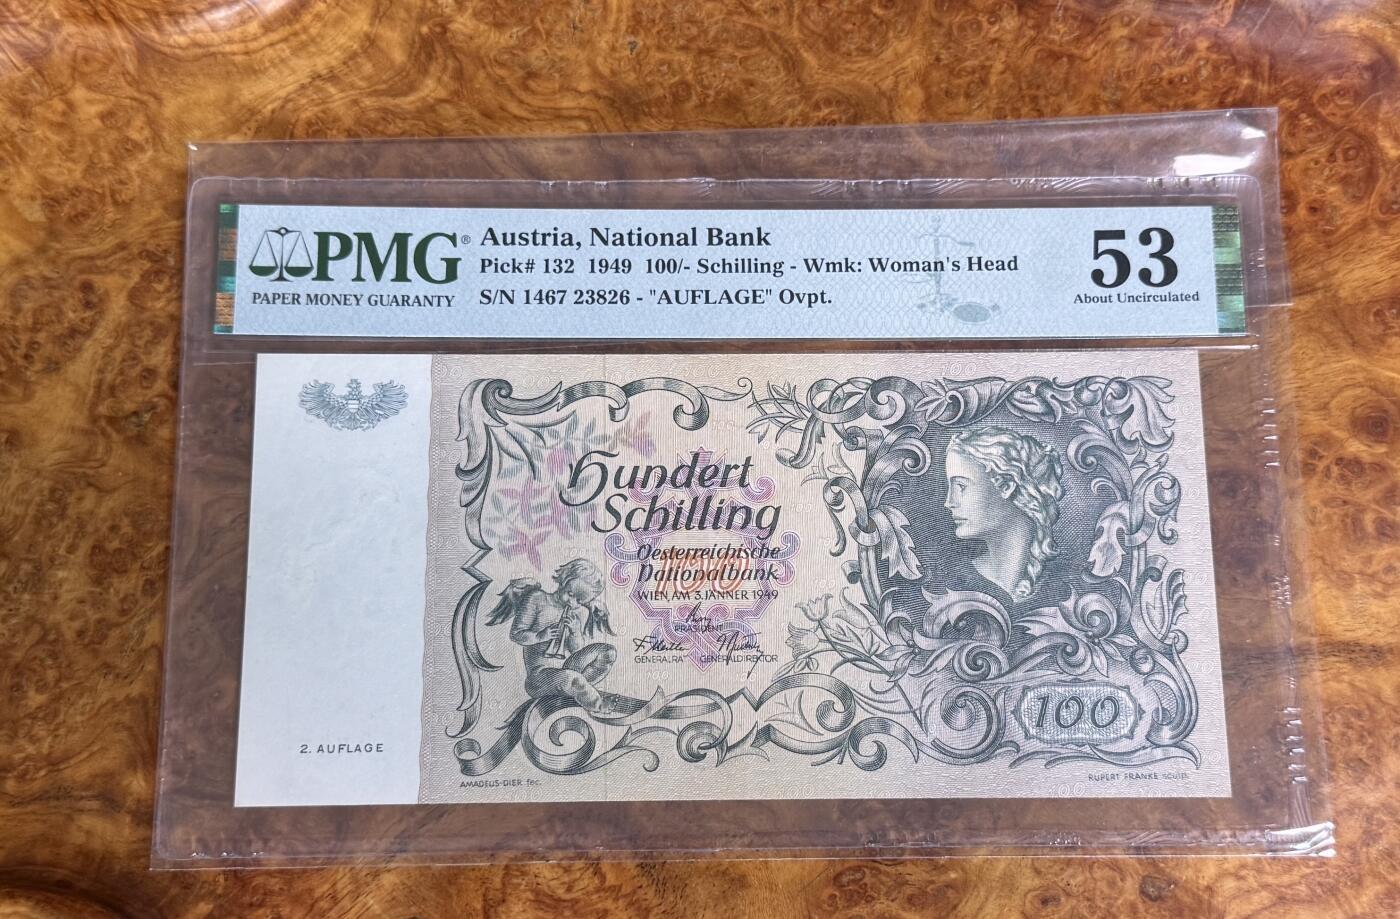 PMG®
PAPER MONEY GUARANTY
Austria, National Bank
Pick# 132 1949 100/- Schilling - Wmk: Woman's Head
S/N 1467 23826 - "AUFLAGE" Ovpt.
53
About Uncirculated
Hundert
Schilling
Oesterreichische
Nationalbank
100
WIEN, AM 3. JÄNNER 1949
PRÄSIDENT
GENERALRAT GENERALDIREKTOR
100
2. AUFLAGE
AMADEUS-DIER fec.
RUPERT FRANKE sculps.